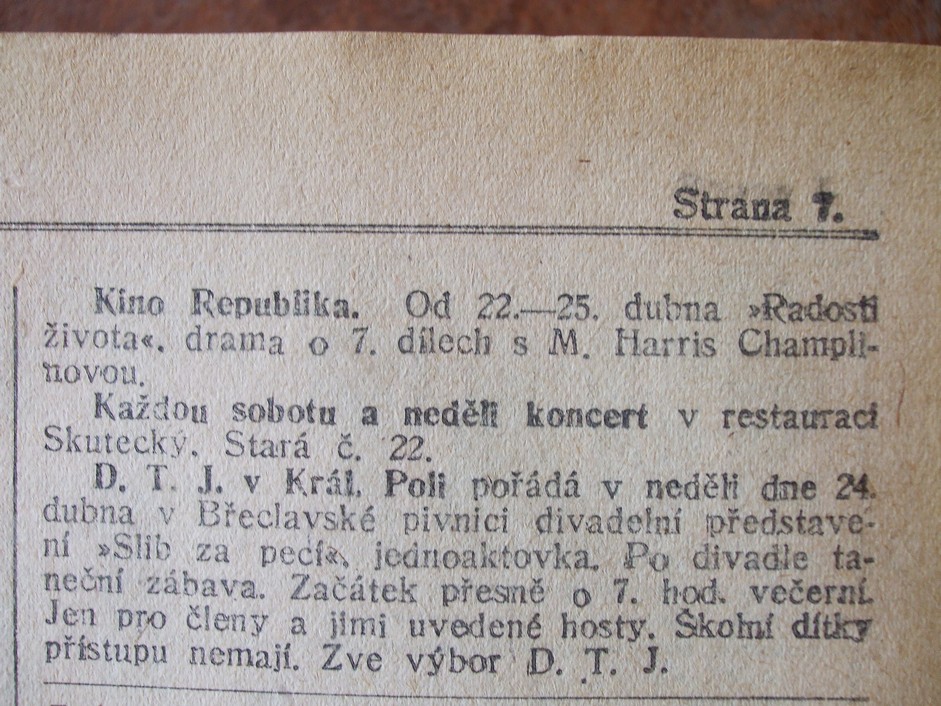 Strana 7.
Kino Republika. Od 22.—25. dubna »Radosti
života«, drama o 7. dílech s M. Harris Champli-
novou.
Každou sobotu a neděli koncert v restauraci
Skutecký, Stará č. 22.
D. T. J. v Král. Poli pořádá v neděli dne 24.
dubna v Břeclavské pivnici divadelní představe-
ní »Slib za pecí«, jednoaktovka. Po divadle ta-
neční zábava. Začátek přesně o 7. hod. večerní.
Jen pro členy a jimi uvedené hosty. Školní dítky
přístupu nemají. Zve výbor D. T. J.